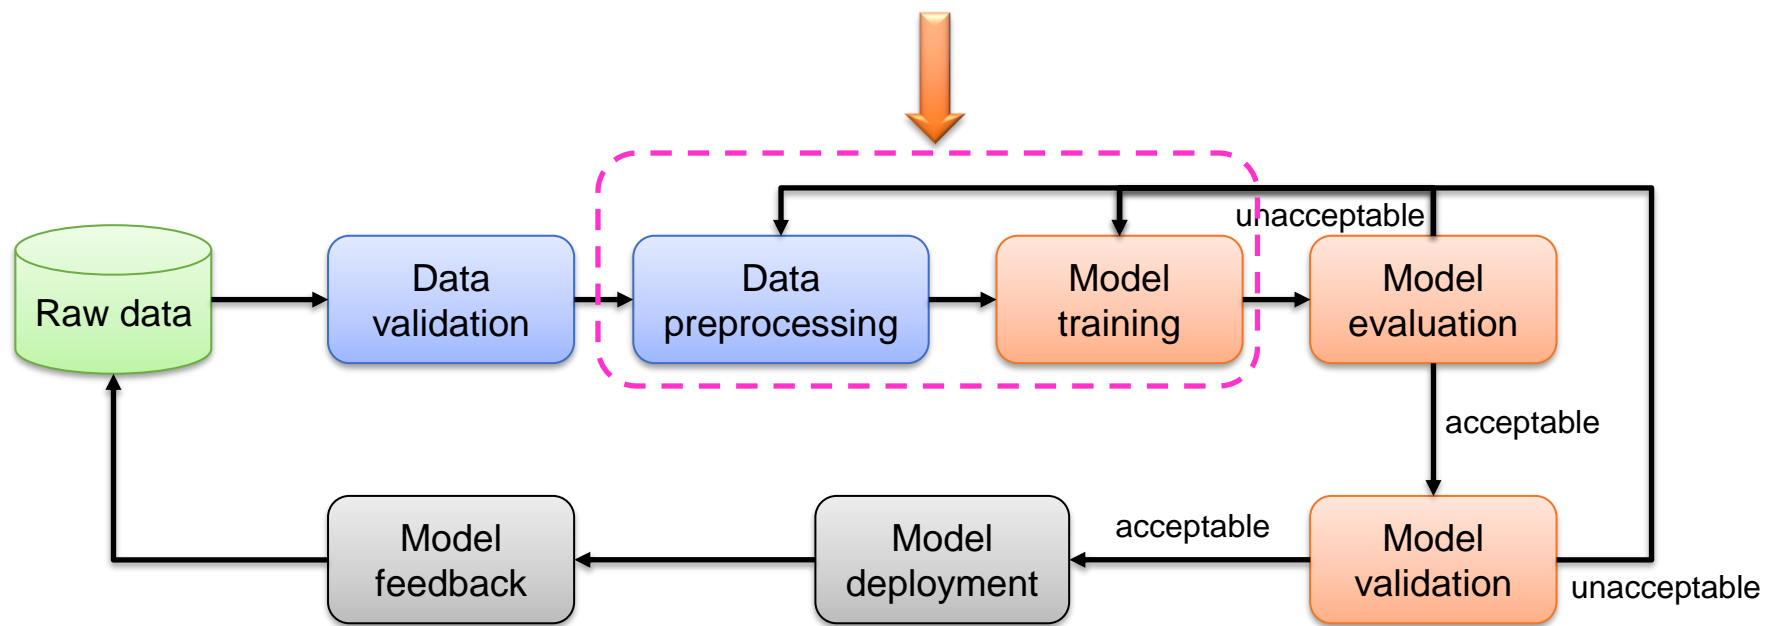 unacceptable
Raw data
Data
validation
Data
preprocessing
Model
training
Model
evaluation
acceptable
Model
feedback
Model
deployment
acceptable
Model
validation
unacceptable